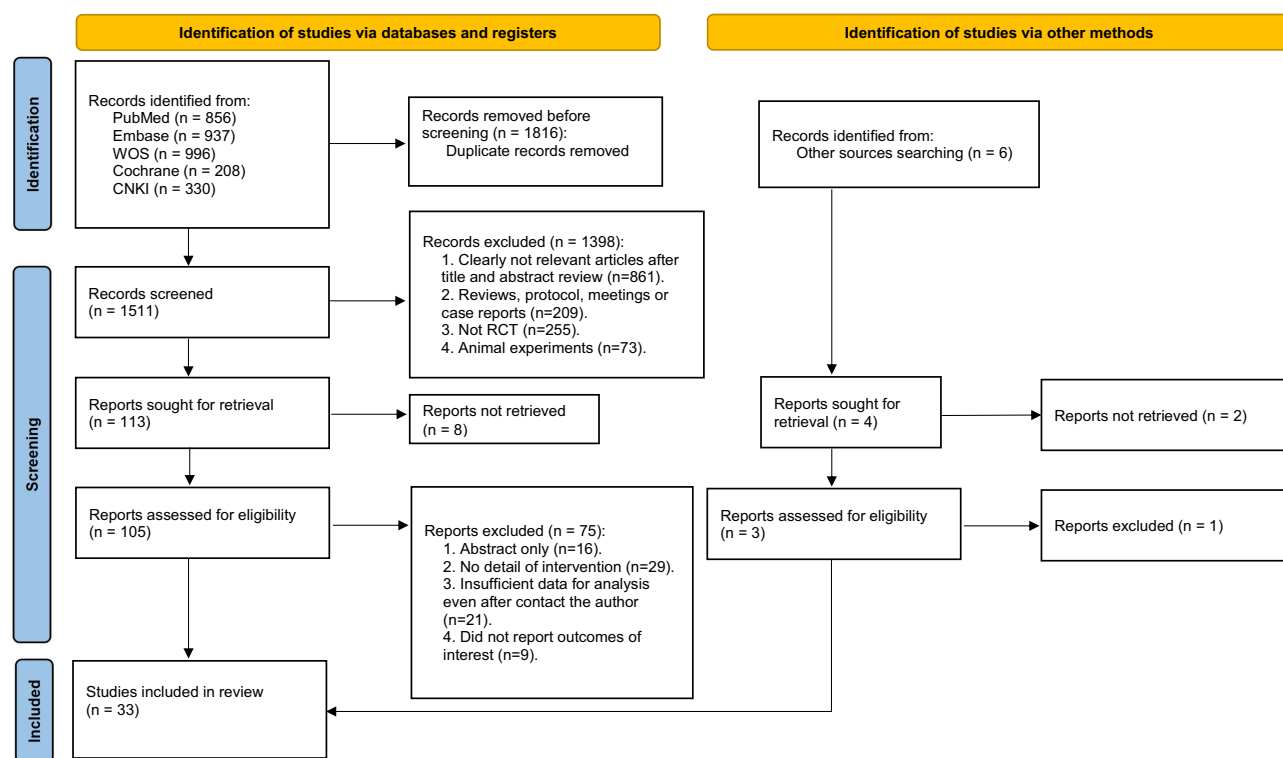 Identification of studies via databases and registers
Identification of studies via other methods
Identification
Records identified from:
PubMed (n = 856)
Embase (n = 937)
WOS (n = 996)
Cochrane (n = 208)
CNKI (n = 330)
Records removed before
screening (n = 1816):
Duplicate records removed
Records identified from:
Other sources searching (n = 6)
Screening
Records screened
(n = 1511)
Records excluded (n = 1398):
1. Clearly not relevant articles after
title and abstract review (n=861).
2. Reviews, protocol, meetings or
case reports (n=209).
3. Not RCT (n=255).
4. Animal experiments (n=73).
Reports sought for retrieval
(n = 113)
Reports not retrieved
(n = 8)
Reports sought for
retrieval (n = 4)
Reports not retrieved (n = 2)
Reports assessed for eligibility
(n = 105)
Reports excluded (n = 75):
1. Abstract only (n=16).
2. No detail of intervention (n=29).
3. Insufficient data for analysis
even after contact the author
(n=21).
4. Did not report outcomes of
interest (n=9).
Reports assessed for eligibility
(n = 3)
Reports excluded (n = 1)
Included
Studies included in review
(n = 33)